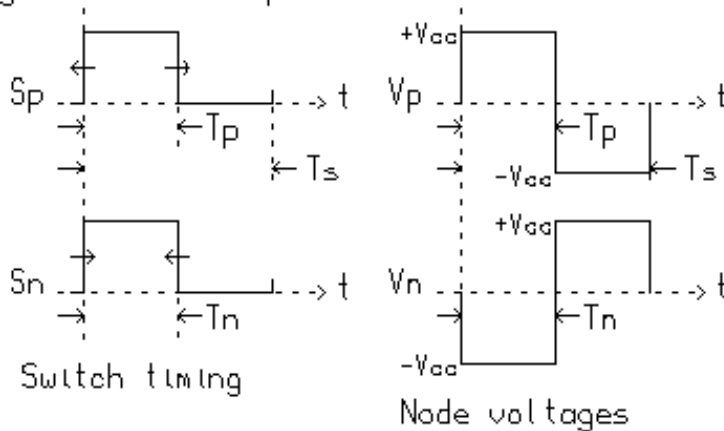 +Vcc
Sp t
Tp
Ts
Vp t
Tp
-Vcc Ts
Sn t
Tn
+Vcc
Vn t
Tn
-Vcc
Switch timing
Node voltages